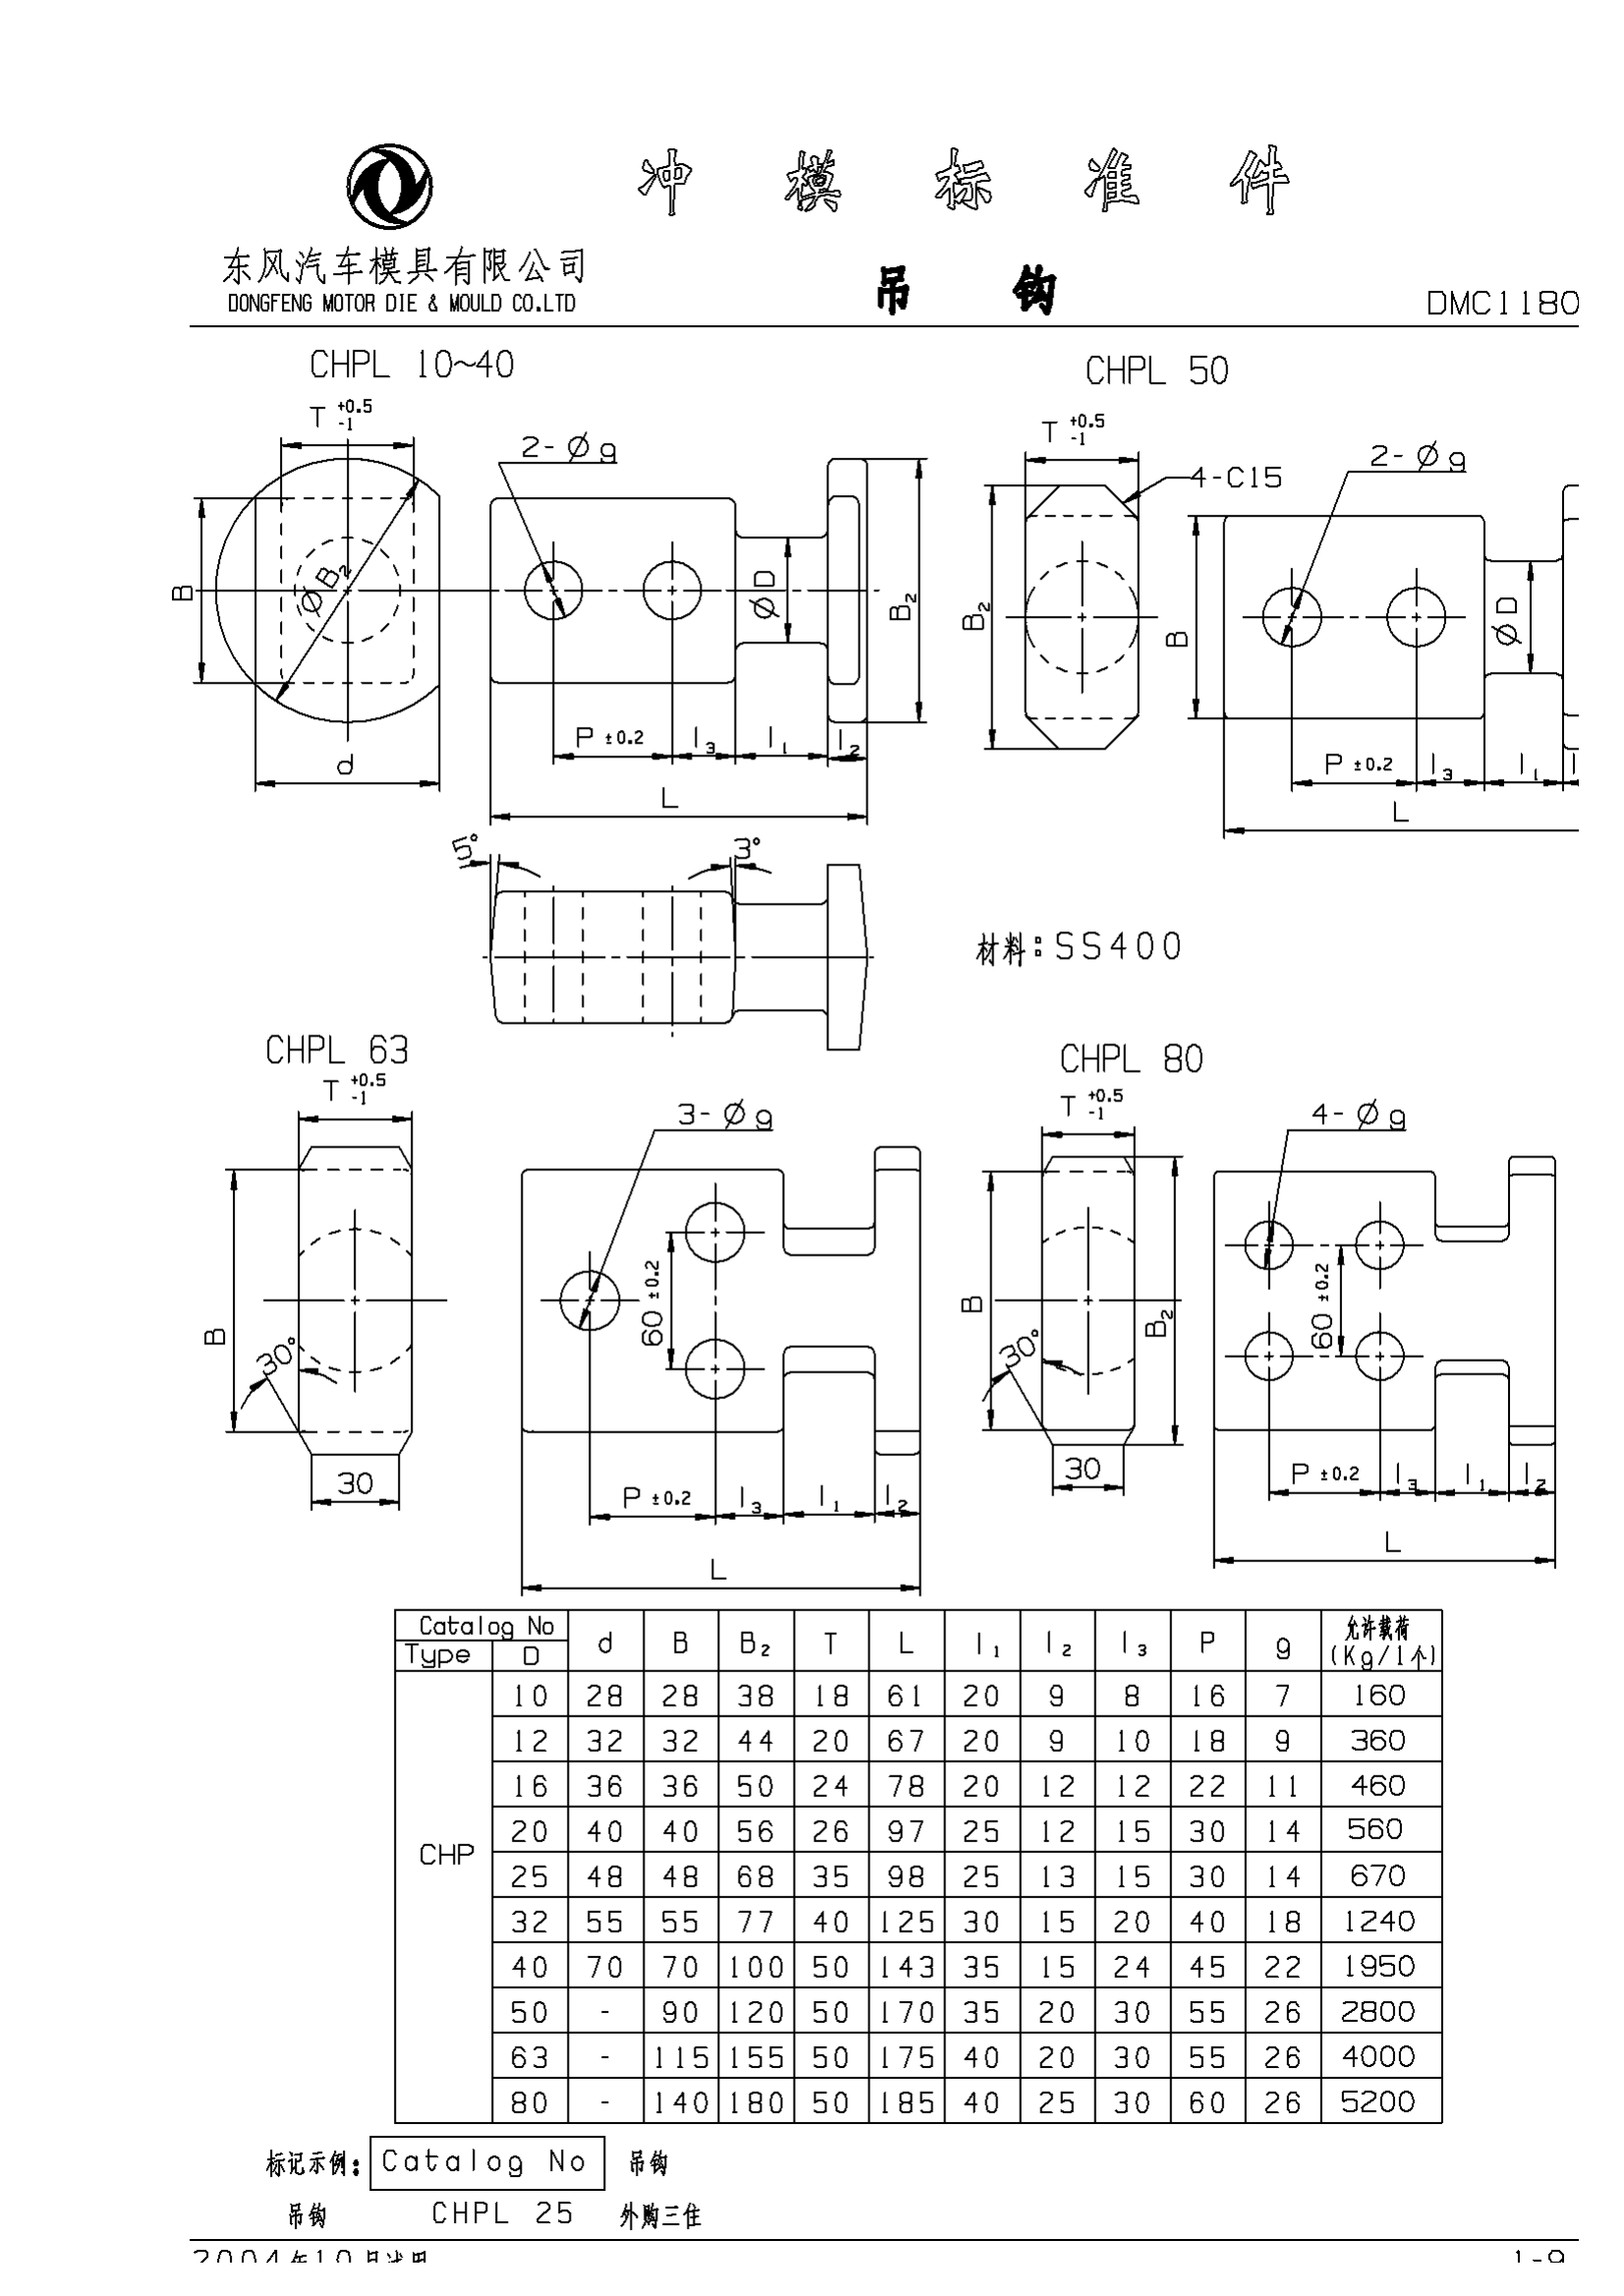 冲 模 标 准 件
东风汽车模具有限公司
DONGFENG MOTOR DIE & MOULD CO.LTD
吊 钩
DMC1180
CHPL 10~40
CHPL 50
T +0.5 -1
2-Øg
B
ØB₂
d
ØD
B₂
P ±0.2 l₃ l₁ l₂
L
T +0.5 -1
4-C15
2-Øg
B₂
B
ØD
P ±0.2 l₃ l₁ l
L
5° 3°
材料:SS400
CHPL 63
CHPL 80
T +0.5 -1
3-Øg
B
30°
30
60 ±0.2
P ±0.2 l₃ l₁ l₂
L
T +0.5 -1
4-Øg
B
B₂
30°
30
60 ±0.2
P ±0.2 l₃ l₁ l₂
L
Catalog No d B B₂ T L l₁ l₂ l₃ P g 允许载荷
Type D (Kg/1个)
CHP
10 28 28 38 18 61 20 9 8 16 7 160
12 32 32 44 20 67 20 9 10 18 9 360
16 36 36 50 24 78 20 12 12 22 11 460
20 40 40 56 26 97 25 12 15 30 14 560
25 48 48 68 35 98 25 13 15 30 14 670
32 55 55 77 40 125 30 15 20 40 18 1240
40 70 70 100 50 143 35 15 24 45 22 1950
50 - 90 120 50 170 35 20 30 55 26 2800
63 - 115 155 50 175 40 20 30 55 26 4000
80 - 140 180 50 185 40 25 30 60 26 5200
标记示例: Catalog No 吊钩
吊钩 CHPL 25 外购三住
2004年10月
1-9